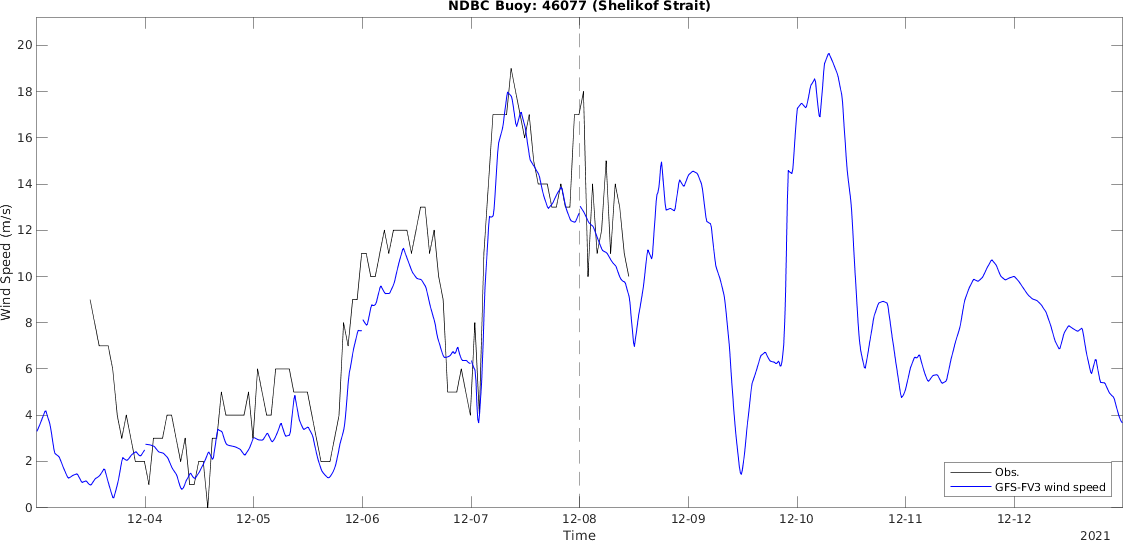 NDBC Buoy: 46077 (Shelikof Strait)
Wind Speed (m/s)
20
18
16
14
12
10
8
6
4
2
0
Obs.
GFS-FV3 wind speed
12-04 12-05 12-06 12-07 12-08 12-09 12-10 12-11 12-12
Time
2021